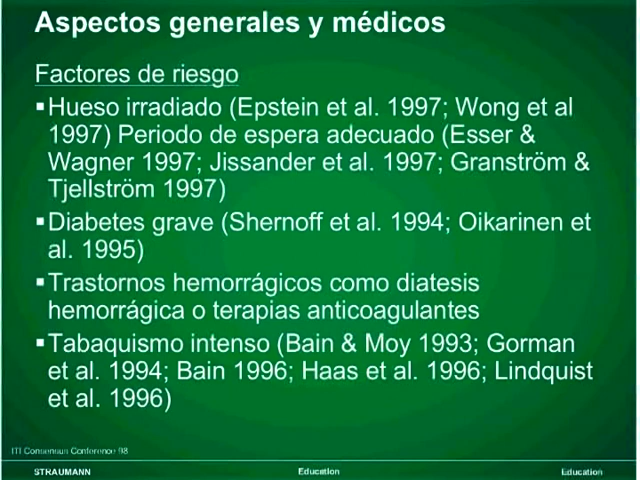 Aspectos generales y médicos
Factores de riesgo
▪Hueso irradiado (Epstein et al. 1997; Wong et al
1997) Periodo de espera adecuado (Esser &
Wagner 1997; Jissander et al. 1997; Granström &
Tjellström 1997)
▪Diabetes grave (Shernoff et al. 1994; Oikarinen et
al. 1995)
▪Trastornos hemorrágicos como diatesis
hemorrágica o terapias anticoagulantes
▪Tabaquismo intenso (Bain & Moy 1993; Gorman
et al. 1994; Bain 1996; Haas et al. 1996; Lindquist
et al. 1996)
ITI Consensus Conference 98
STRAUMANN Education Education